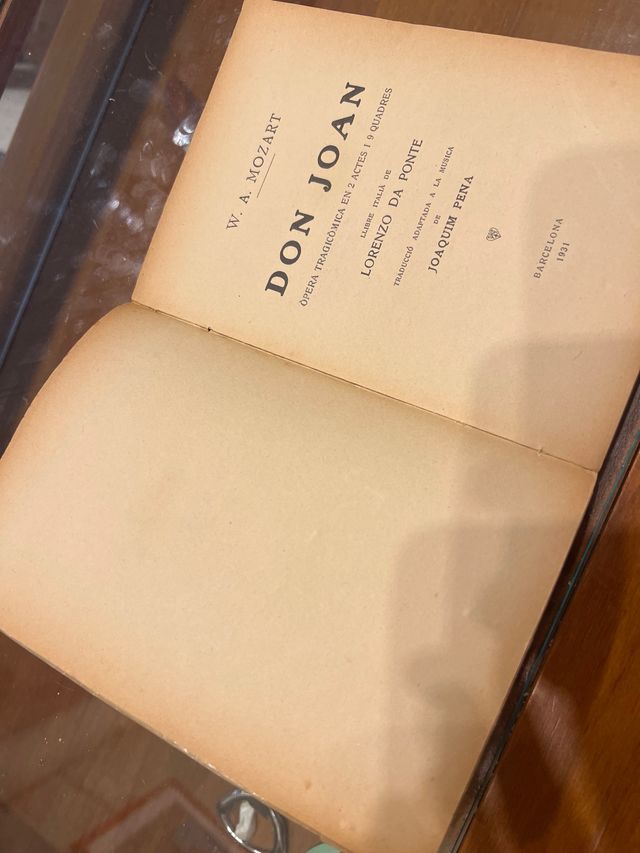 W. A. MOZART
DON JOAN
ÒPERA TRAGICÒMICA EN 2 ACTES I 9 QUADRES
LLIBRE ITALIÀ DE
LORENZO DA PONTE
TRADUCCIÓ ADAPTADA A LA MÚSICA
DE
JOAQUIM PENA
BARCELONA
1931